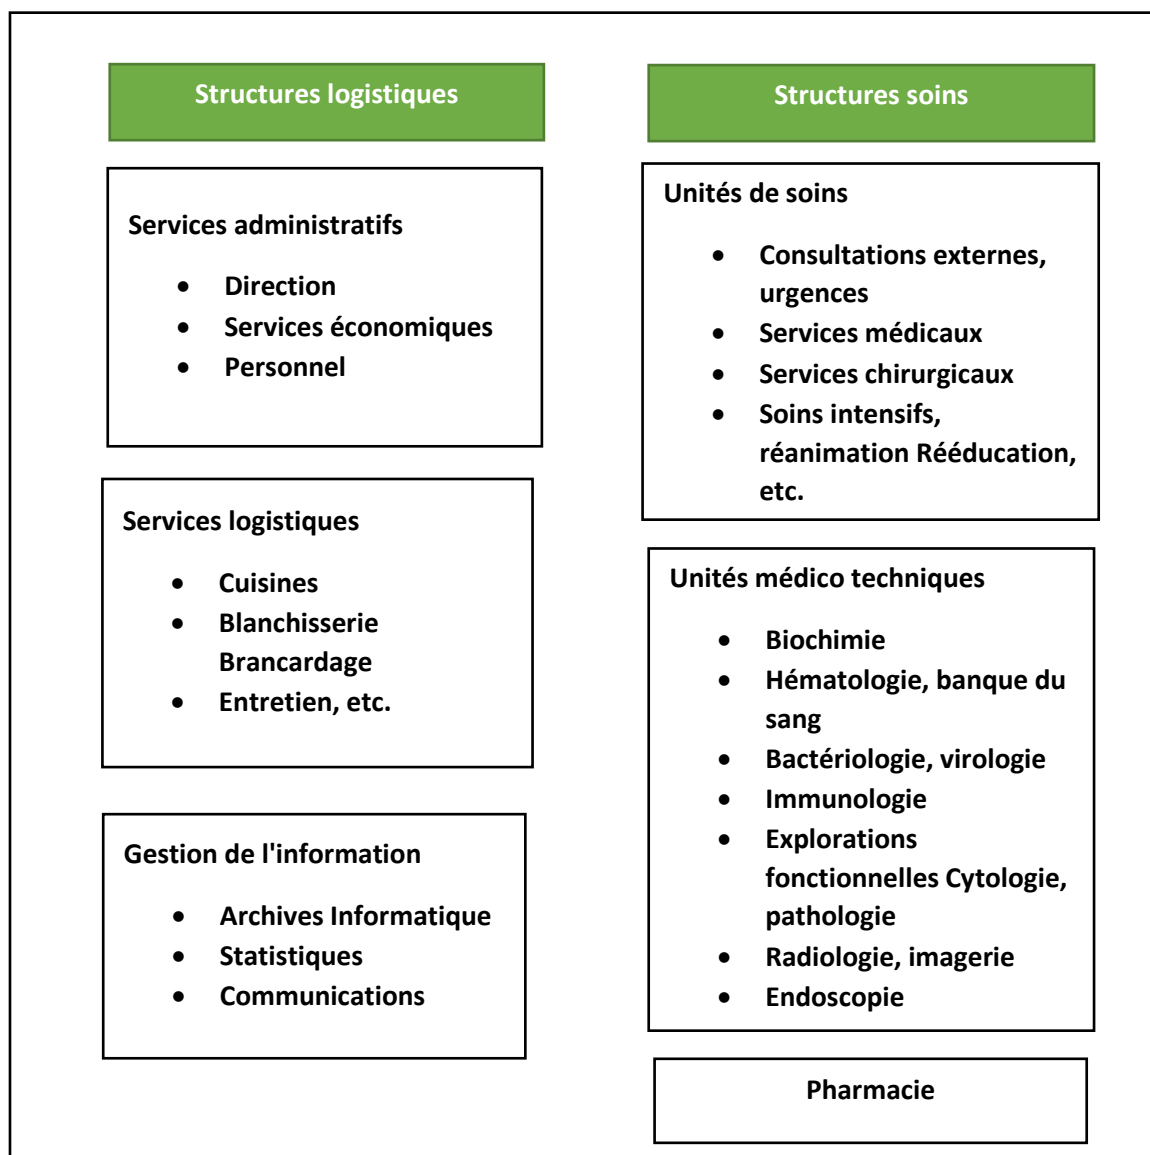 Structures logistiques
Services administratifs
• Direction
• Services économiques
• Personnel
Services logistiques
• Cuisines
• Blanchisserie
Brancardage
• Entretien, etc.
Gestion de l'information
• Archives Informatique
• Statistiques
• Communications
Structures soins
Unités de soins
• Consultations externes,
urgences
• Services médicaux
• Services chirurgicaux
• Soins intensifs,
réanimation Rééducation,
etc.
Unités médico techniques
• Biochimie
• Hématologie, banque du
sang
• Bactériologie, virologie
• Immunologie
• Explorations
fonctionnelles Cytologie,
pathologie
• Radiologie, imagerie
• Endoscopie
Pharmacie